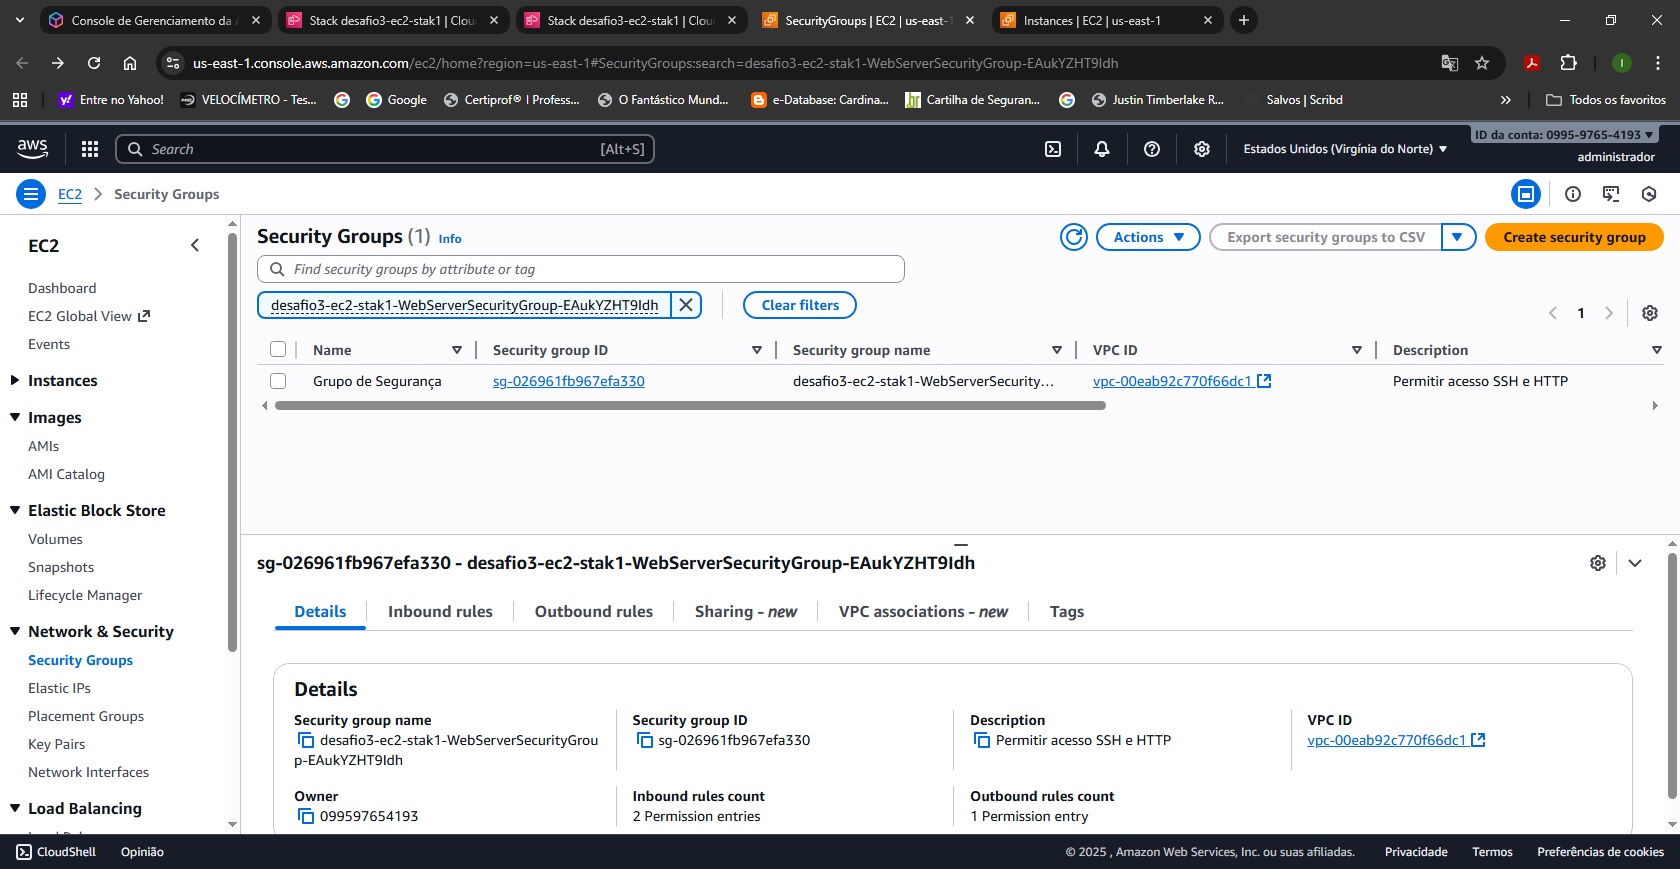 Console de Gerenciamento da A
Stack desafio3-ec2-stak1 | Clou
Stack desafio3-ec2-stak1 | Clou
SecurityGroups | EC2 | us-east-1
Instances | EC2 | us-east-1
us-east-1.console.aws.amazon.com/ec2/home?region=us-east-1#SecurityGroups:search=desafio3-ec2-stak1-WebServerSecurityGroup-EAukYZHT9Idh
I
Entre no Yahoo!
VELOCÍMETRO - Tes...
Google
Certiprof® I Profess...
O Fantástico Mund...
e-Database: Cardina...
Cartilha de Seguran...
Justin Timberlake R...
Salvos | Scribd
»
Todos os favoritos
aws
Search
[Alt+S]
Estados Unidos (Virgínia do Norte)
ID da conta: 0995-9765-4193
administrador
EC2
Security Groups
EC2
Dashboard
EC2 Global View
Events
Instances
Images
AMIs
AMI Catalog
Elastic Block Store
Volumes
Snapshots
Lifecycle Manager
Network & Security
Security Groups
Elastic IPs
Placement Groups
Key Pairs
Network Interfaces
Load Balancing
Security Groups (1) Info
Actions
Export security groups to CSV
Create security group
Find security groups by attribute or tag
desafio3-ec2-stak1-WebServerSecurityGroup-EAukYZHT9Idh
Clear filters
1
Name
Security group ID
Security group name
VPC ID
Description
Grupo de Segurança
sg-026961fb967efa330
desafio3-ec2-stak1-WebServerSecurity...
vpc-00eab92c770f66dc1
Permitir acesso SSH e HTTP
sg-026961fb967efa330 - desafio3-ec2-stak1-WebServerSecurityGroup-EAukYZHT9Idh
Details
Inbound rules
Outbound rules
Sharing - new
VPC associations - new
Tags
Details
Security group name
desafio3-ec2-stak1-WebServerSecurityGrou
p-EAukYZHT9Idh
Security group ID
sg-026961fb967efa330
Description
Permitir acesso SSH e HTTP
VPC ID
vpc-00eab92c770f66dc1
Owner
099597654193
Inbound rules count
2 Permission entries
Outbound rules count
1 Permission entry
CloudShell
Opinião
© 2025 , Amazon Web Services, Inc. ou suas afiliadas.
Privacidade
Termos
Preferências de cookies